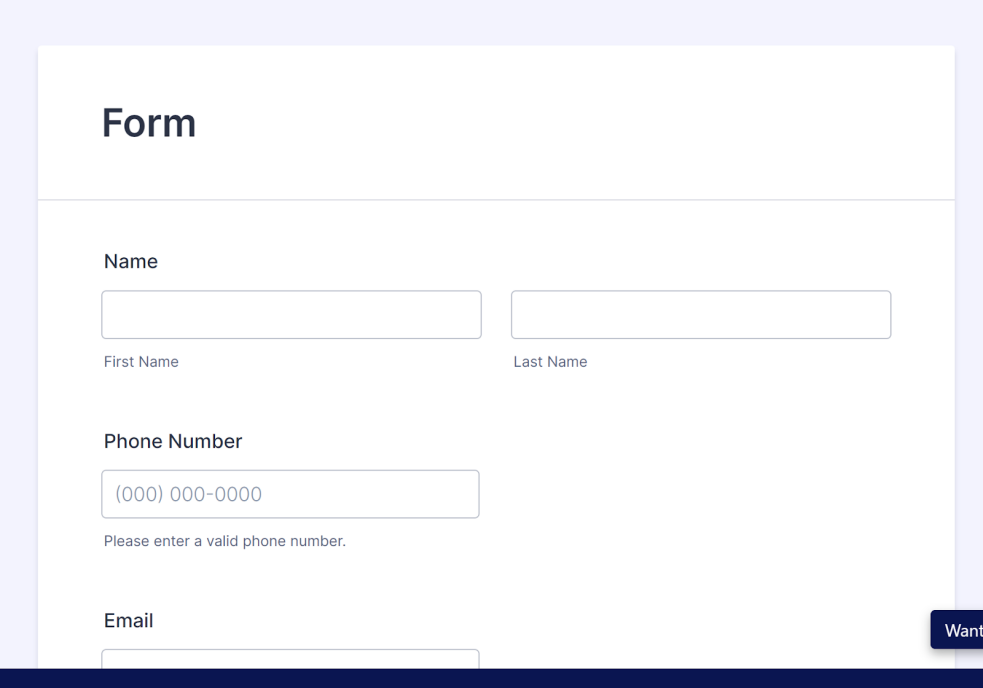 Form
Name
First Name
Last Name
Phone Number
(000) 000-0000
Please enter a valid phone number.
Email
Want